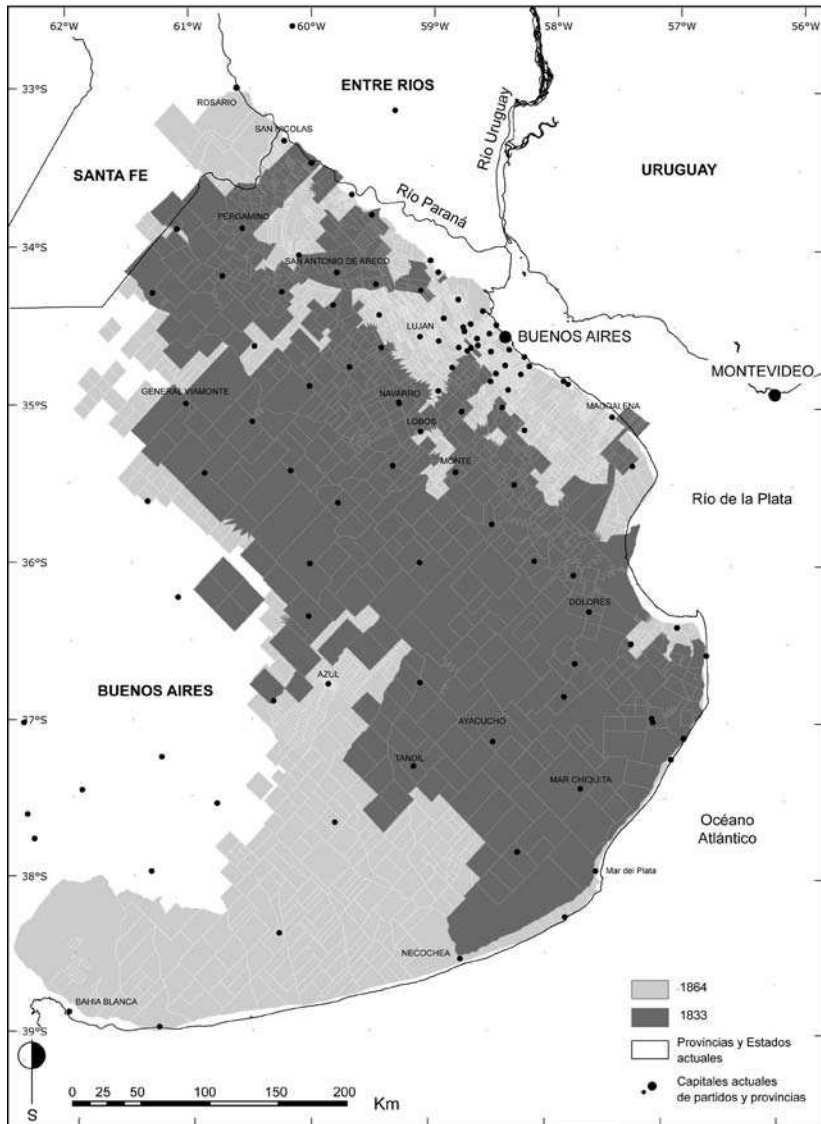 62°W 61°W 60°W 59°W 58°W 57°W 56°W
33°S
ENTRE RIOS
ROSARIO
SAN NICOLAS
Río Uruguay
SANTA FE
URUGUAY
Río Paraná
PERGAMINO
34°S
SAN ANTONIO DE ARECO
LUJAN
BUENOS AIRES
MONTEVIDEO
GENERAL VIAMONTE
NAVARRO
35°S
MAGDALENA
LOBOS
MONTE
Río de la Plata
36°S
DOLORES
AZUL
BUENOS AIRES
37°S
AYACUCHO
TANDIL
MAR CHIQUITA
Océano
Atlántico
38°S
Mar del Plata
NECOCHEA
1864
BAHIA BLANCA
1833
39°S
Provincias y Estados
actuales
Capitales actuales
de partidos y provincias
S
0 25 50 100 150 200
Km